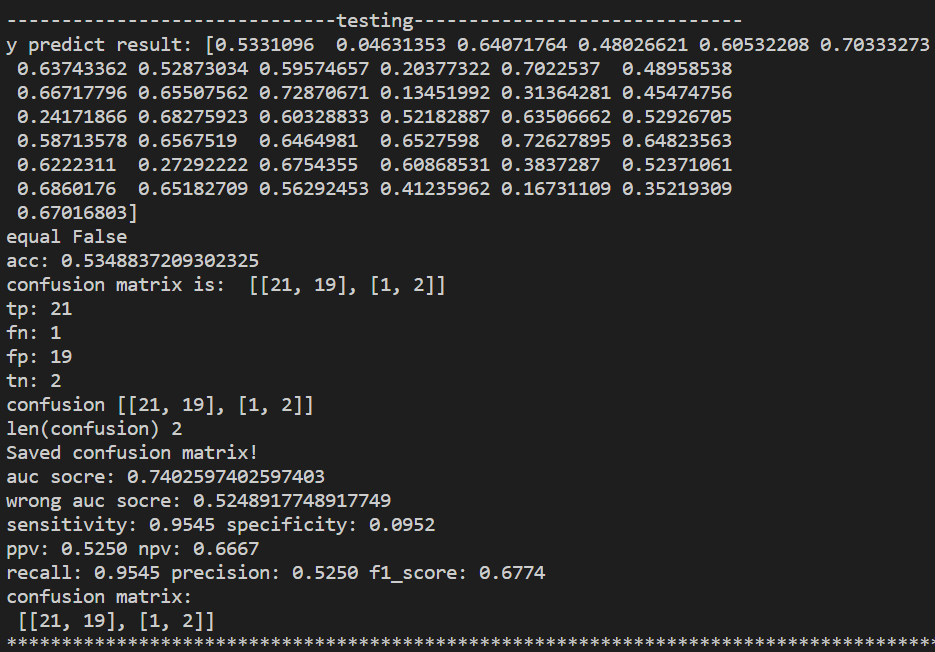 ------------------------------testing------------------------------
y predict result: [0.5331096  0.04631353 0.64071764 0.48026621 0.60532208 0.70333273
 0.63743362 0.52873034 0.59574657 0.20377322 0.7022537  0.48958538
 0.66717796 0.65507562 0.72870671 0.13451992 0.31364281 0.45474756
 0.24171866 0.68275923 0.60328833 0.52182887 0.63506662 0.52926705
 0.58713578 0.6567519  0.6464981  0.6527598  0.72627895 0.64823563
 0.6222311  0.27292222 0.6754355  0.60868531 0.3837287  0.52371061
 0.6860176  0.65182709 0.56292453 0.41235962 0.16731109 0.35219309
 0.67016803]
equal False
acc: 0.5348837209302325
confusion matrix is:  [[21, 19], [1, 2]]
tp: 21
fn: 1
fp: 19
tn: 2
confusion [[21, 19], [1, 2]]
len(confusion) 2
Saved confusion matrix!
auc socre: 0.7402597402597403
wrong auc socre: 0.5248917748917749
sensitivity: 0.9545 specificity: 0.0952
ppv: 0.5250 npv: 0.6667
recall: 0.9545 precision: 0.5250 f1_score: 0.6774
confusion matrix:
 [[21, 19], [1, 2]]
*************************************************************************************